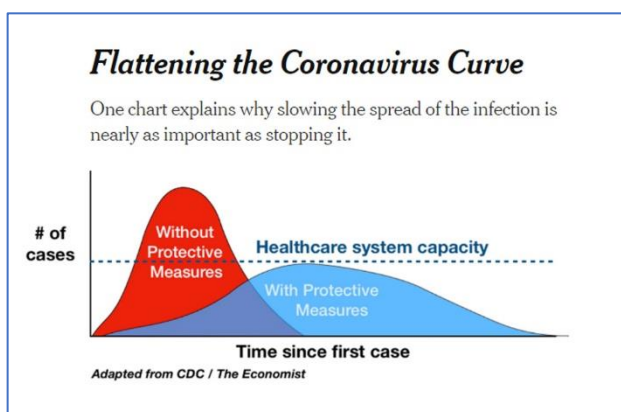 Flattening the Coronavirus Curve
One chart explains why slowing the spread of the infection is
nearly as important as stopping it.
# of
cases
Without
Protective
Measures
Healthcare system capacity
With Protective
Measures
Time since first case
Adapted from CDC / The Economist